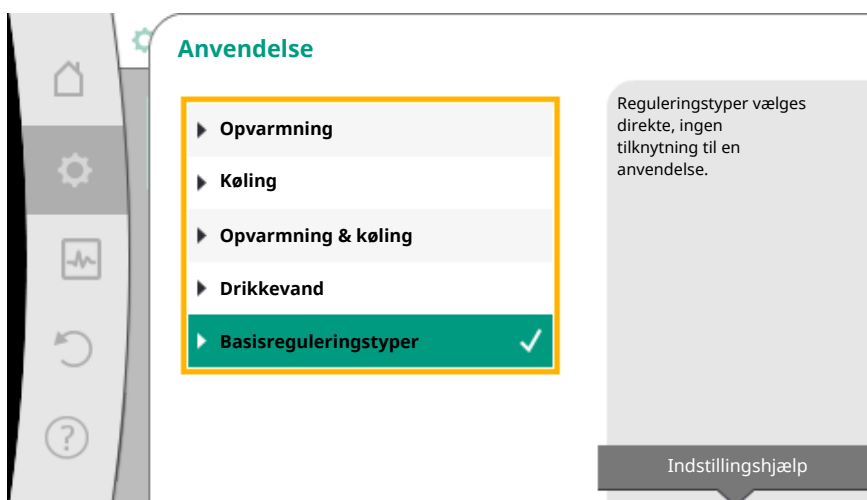 Anvendelse
Opvarmning
Køling
Opvarmning & køling
Drikkevand
Basisreguleringstyper
Reguleringstyper vælges
direkte, ingen
tilknytning til en
anvendelse.
Indstillingshjælp
?